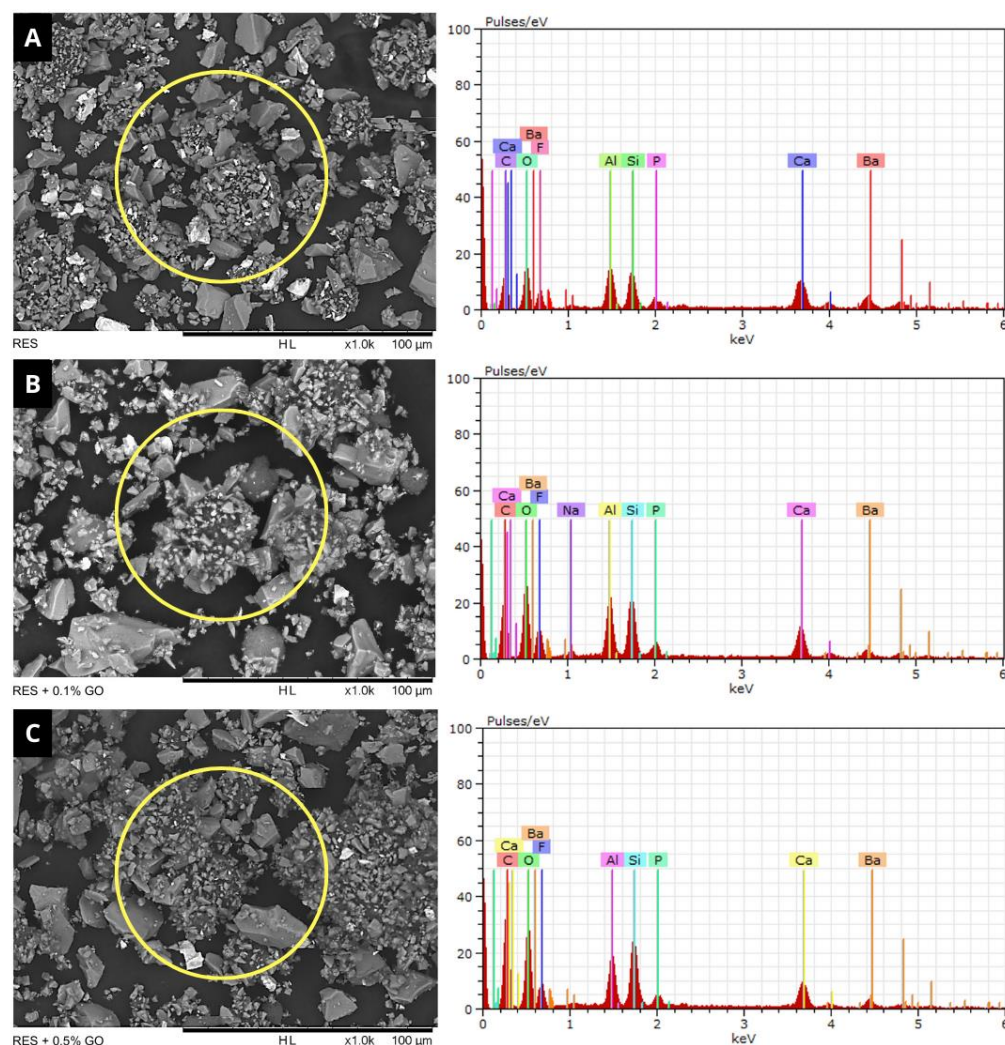 A
RES
HL x1.0k 100 µm
Pulses/eV
100
80
60
40
20
0
Ba
Ca F
C O Al Si P Ca Ba
0 1 2 3 4 5 6
keV
B
RES + 0.1% GO
HL x1.0k 100 µm
Pulses/eV
100
80
60
40
20
0
Ba
Ca F
C O Na Al Si P Ca Ba
0 1 2 3 4 5 6
keV
C
RES + 0.5% GO
HL x1.0k 100 µm
Pulses/eV
100
80
60
40
20
0
Ba
Ca F
C O Al Si P Ca Ba
0 1 2 3 4 5 6
keV